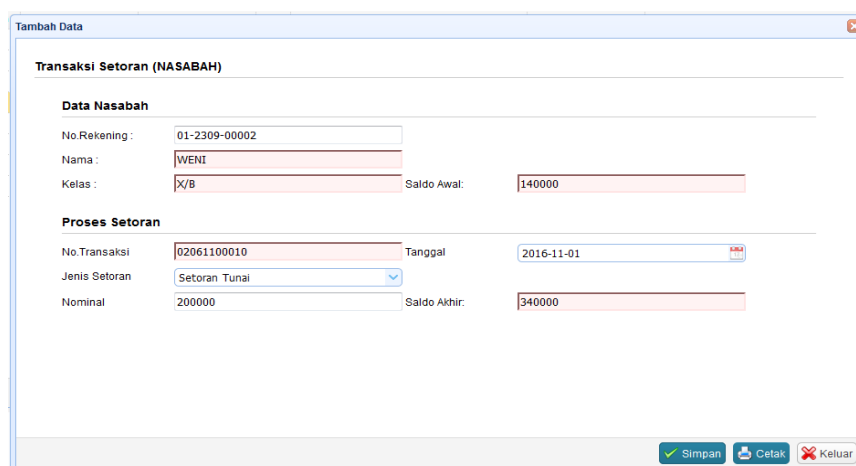 Tambah Data
Transaksi Setoran (NASABAH)
Data Nasabah
No.Rekening : 01-2309-00002
Nama : WENI
Kelas : X/B Saldo Awal: 140000
Proses Setoran
No.Transaksi 02061100010 Tanggal 2016-11-01
Jenis Setoran Setoran Tunai
Nominal 200000 Saldo Akhir: 340000
Simpan Cetak Keluar